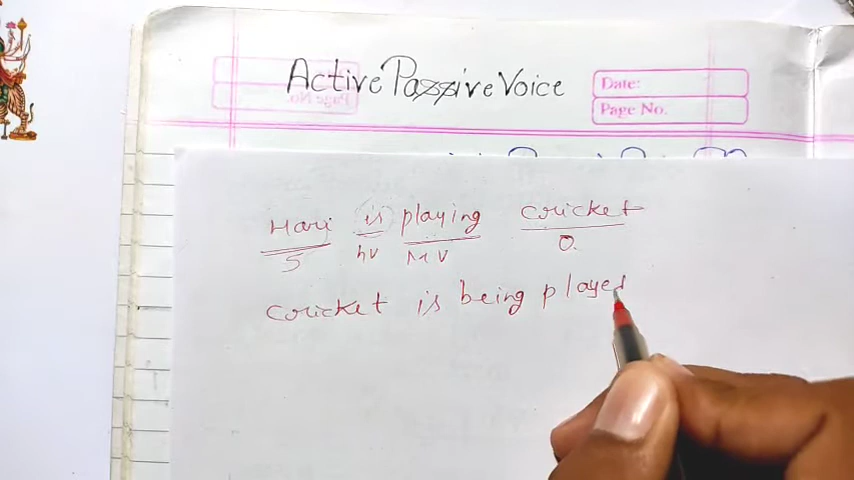 Active Passive Voice
Date:
Page No.
Hari is playing cricket
S hv MV O.
cricket is being played